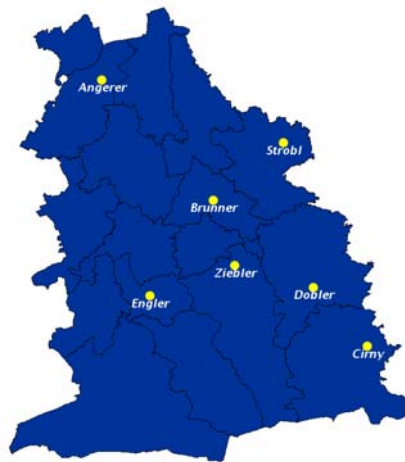 Angerer
Strobl
Brunner
Ziebler
Dobler
Engler
Cirny